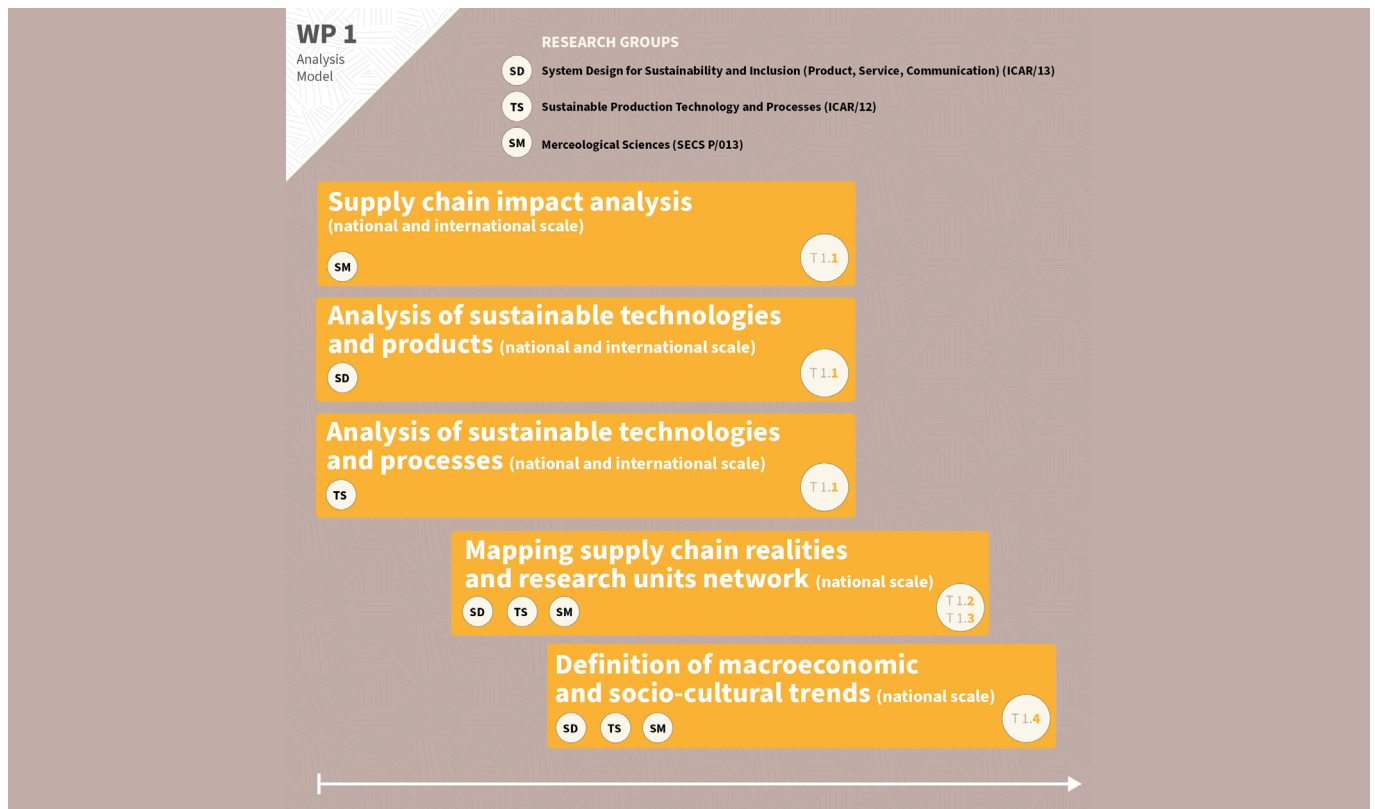 WP 1
Analysis
Model
RESEARCH GROUPS
SD System Design for Sustainability and Inclusion (Product, Service, Communication) (ICAR/13)
TS Sustainable Production Technology and Processes (ICAR/12)
SM Merceological Sciences (SECS P/013)
Supply chain impact analysis
(national and international scale)
SM
T 1.1
Analysis of sustainable technologies
and products (national and international scale)
SD
T 1.1
Analysis of sustainable technologies
and processes (national and international scale)
TS
T 1.1
Mapping supply chain realities
and research units network (national scale)
SD TS SM
T 1.2
T 1.3
Definition of macroeconomic
and socio-cultural trends (national scale)
SD TS SM
T 1.4